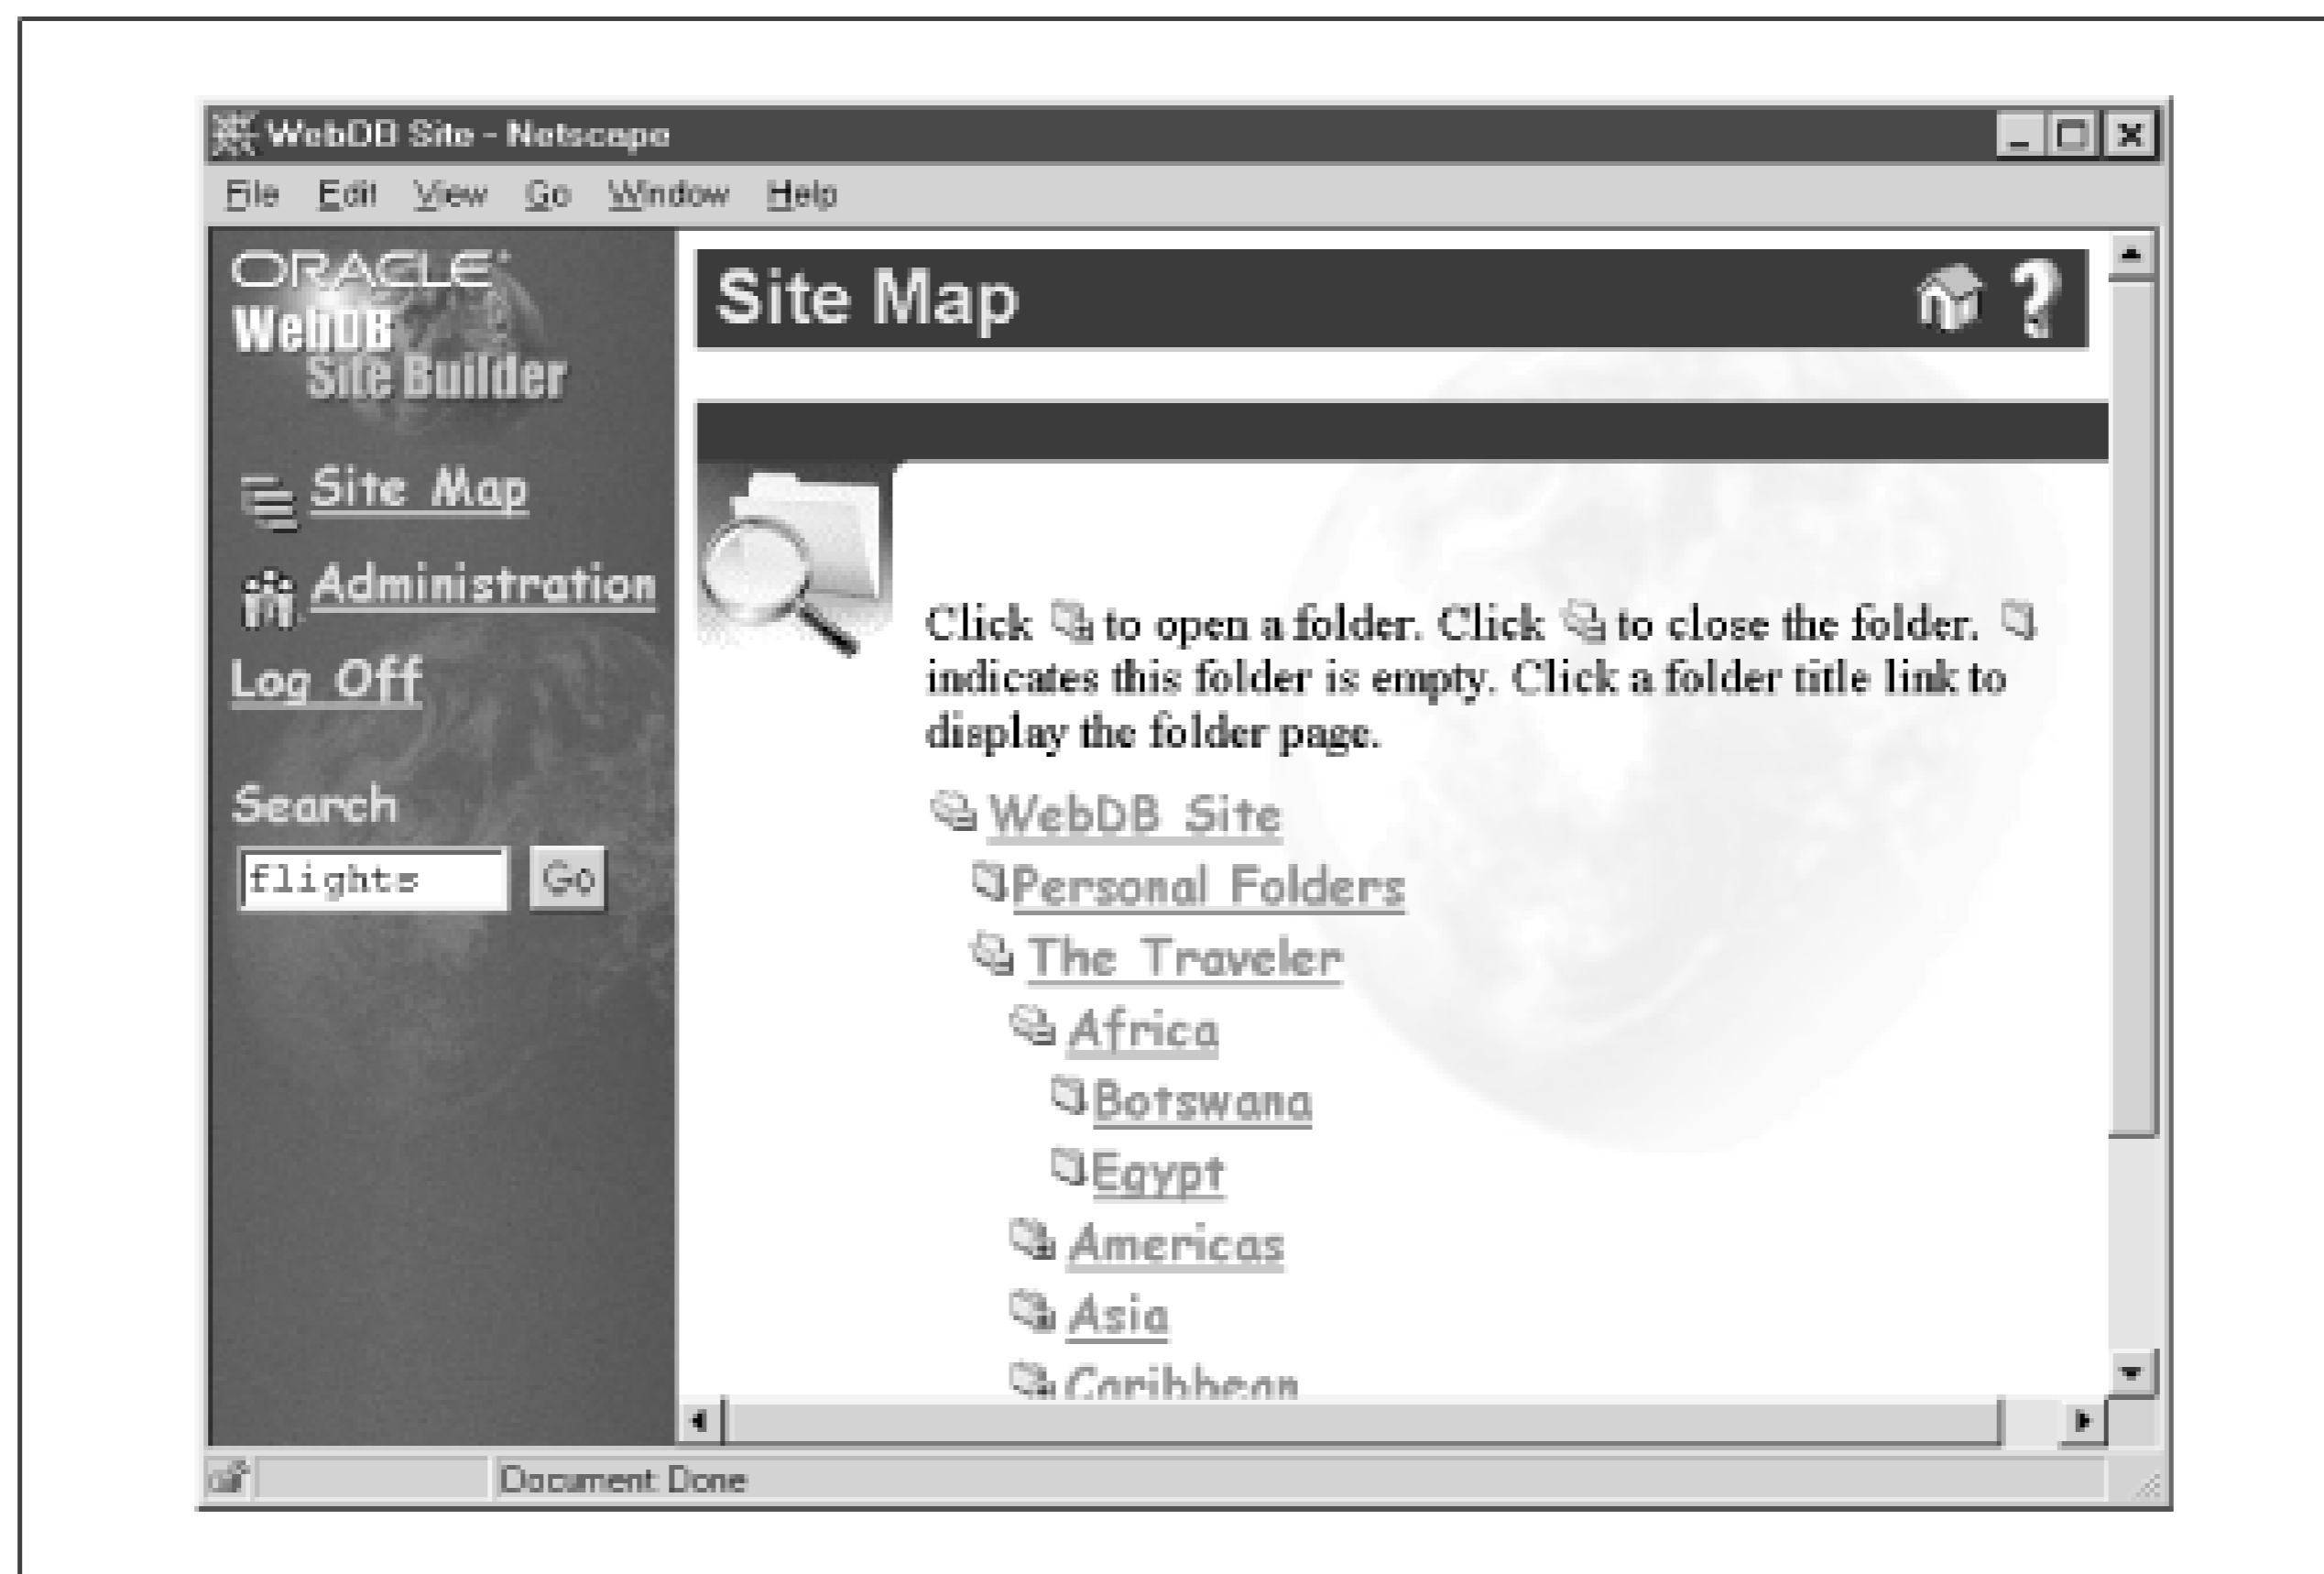 WebDB Site - Netscape
File Edit View Go Window Help
ORACLE
WebDB
Site Builder
Site Map
Administration
Log Off
Search
flights Go
Site Map
Click to open a folder. Click to close the folder.
indicates this folder is empty. Click a folder title link to
display the folder page.
WebDB Site
Personal Folders
The Traveler
Africa
Botswana
Egypt
Americas
Asia
Caribbean
Document: Done